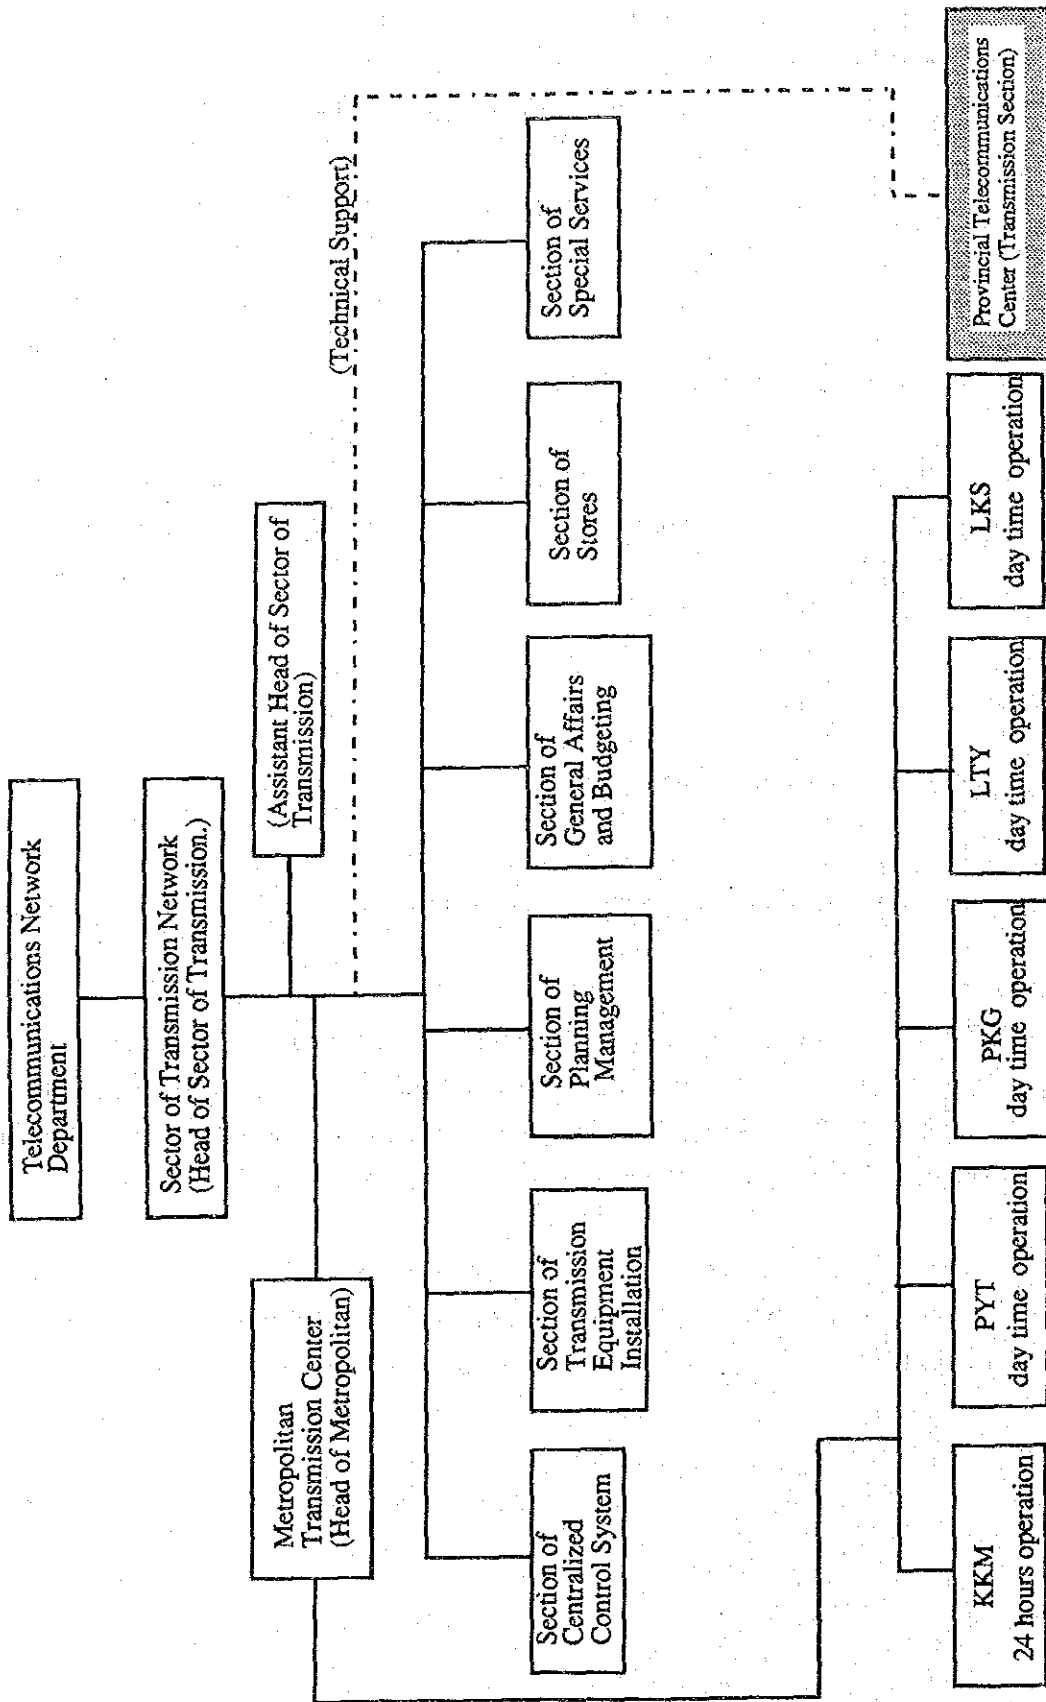 Telecommunications Network
Department
Sector of Transmission Network
(Head of Sector of Transmission.)
Metropolitan
Transmission Center
(Head of Metropolitan)
(Assistant Head of Sector of
Transmission)
(Technical Support)
Section of
Centralized
Control System
Section of
Transmission
Equipment
Installation
Section of
Planning
Management
Section of
General Affairs
and Budgeting
Section of
Stores
Section of
Special Services
KKM
24 hours operation
PYT
day time operation
PKG
day time operation
LTY
day time operation
LKS
day time operation
Provincial Telecommunications
Center (Transmission Section)